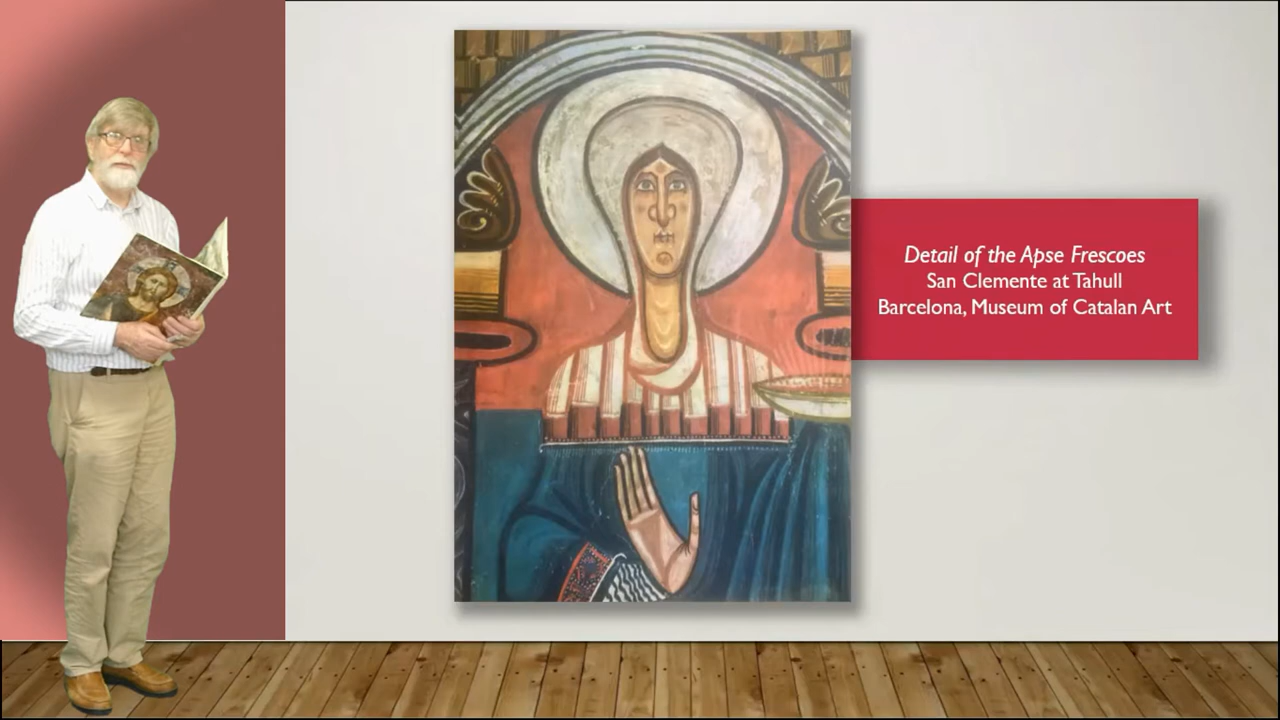 Detail of the Apse Frescoes
San Clemente at Tahull
Barcelona, Museum of Catalan Art